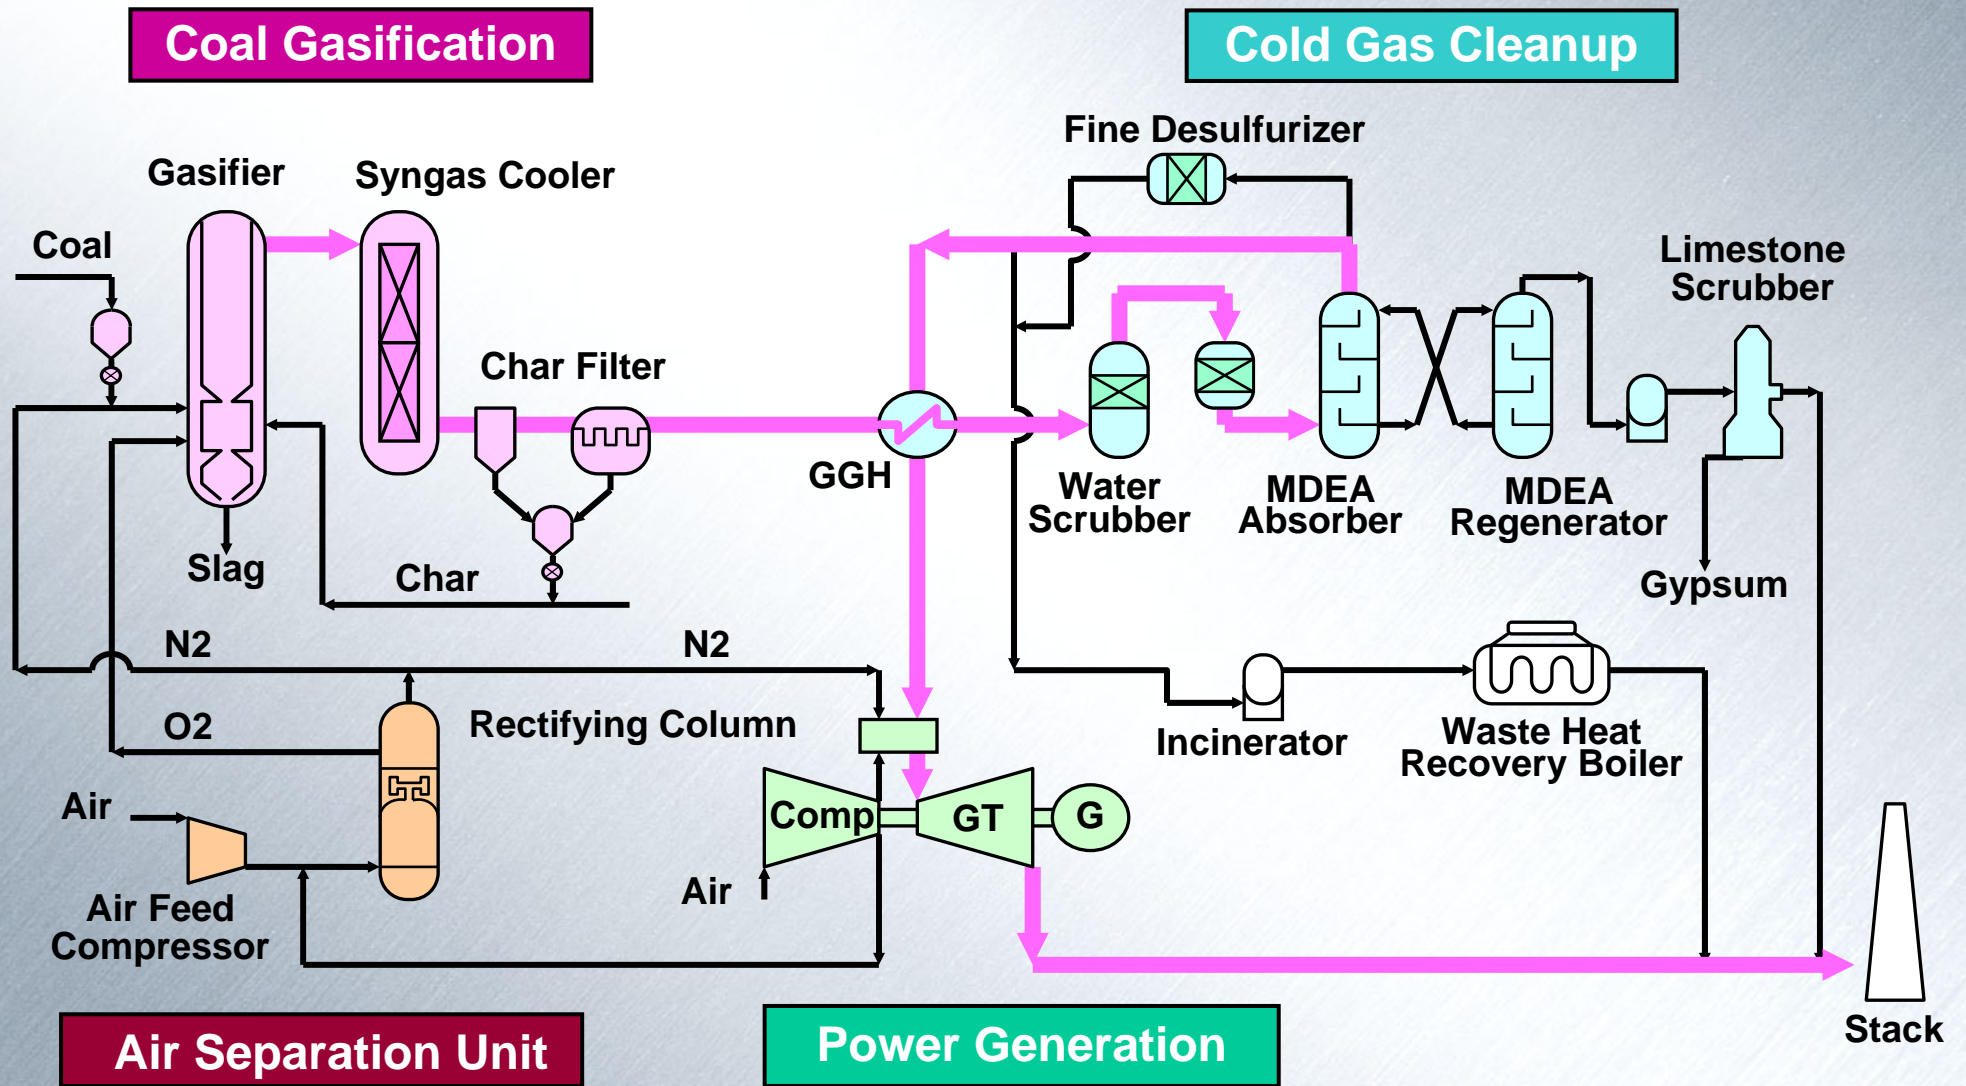 Coal Gasification
Cold Gas Cleanup
Fine Desulfurizer
Gasifier
Syngas Cooler
Coal
Limestone
Scrubber
Char Filter
GGH
Water
Scrubber
MDEA
Absorber
MDEA
Regenerator
Slag
Char
Gypsum
N2
N2
O2
Rectifying Column
Incinerator
Waste Heat
Recovery Boiler
Air
Comp
GT
G
Air
Air Feed
Compressor
Stack
Air Separation Unit
Power Generation